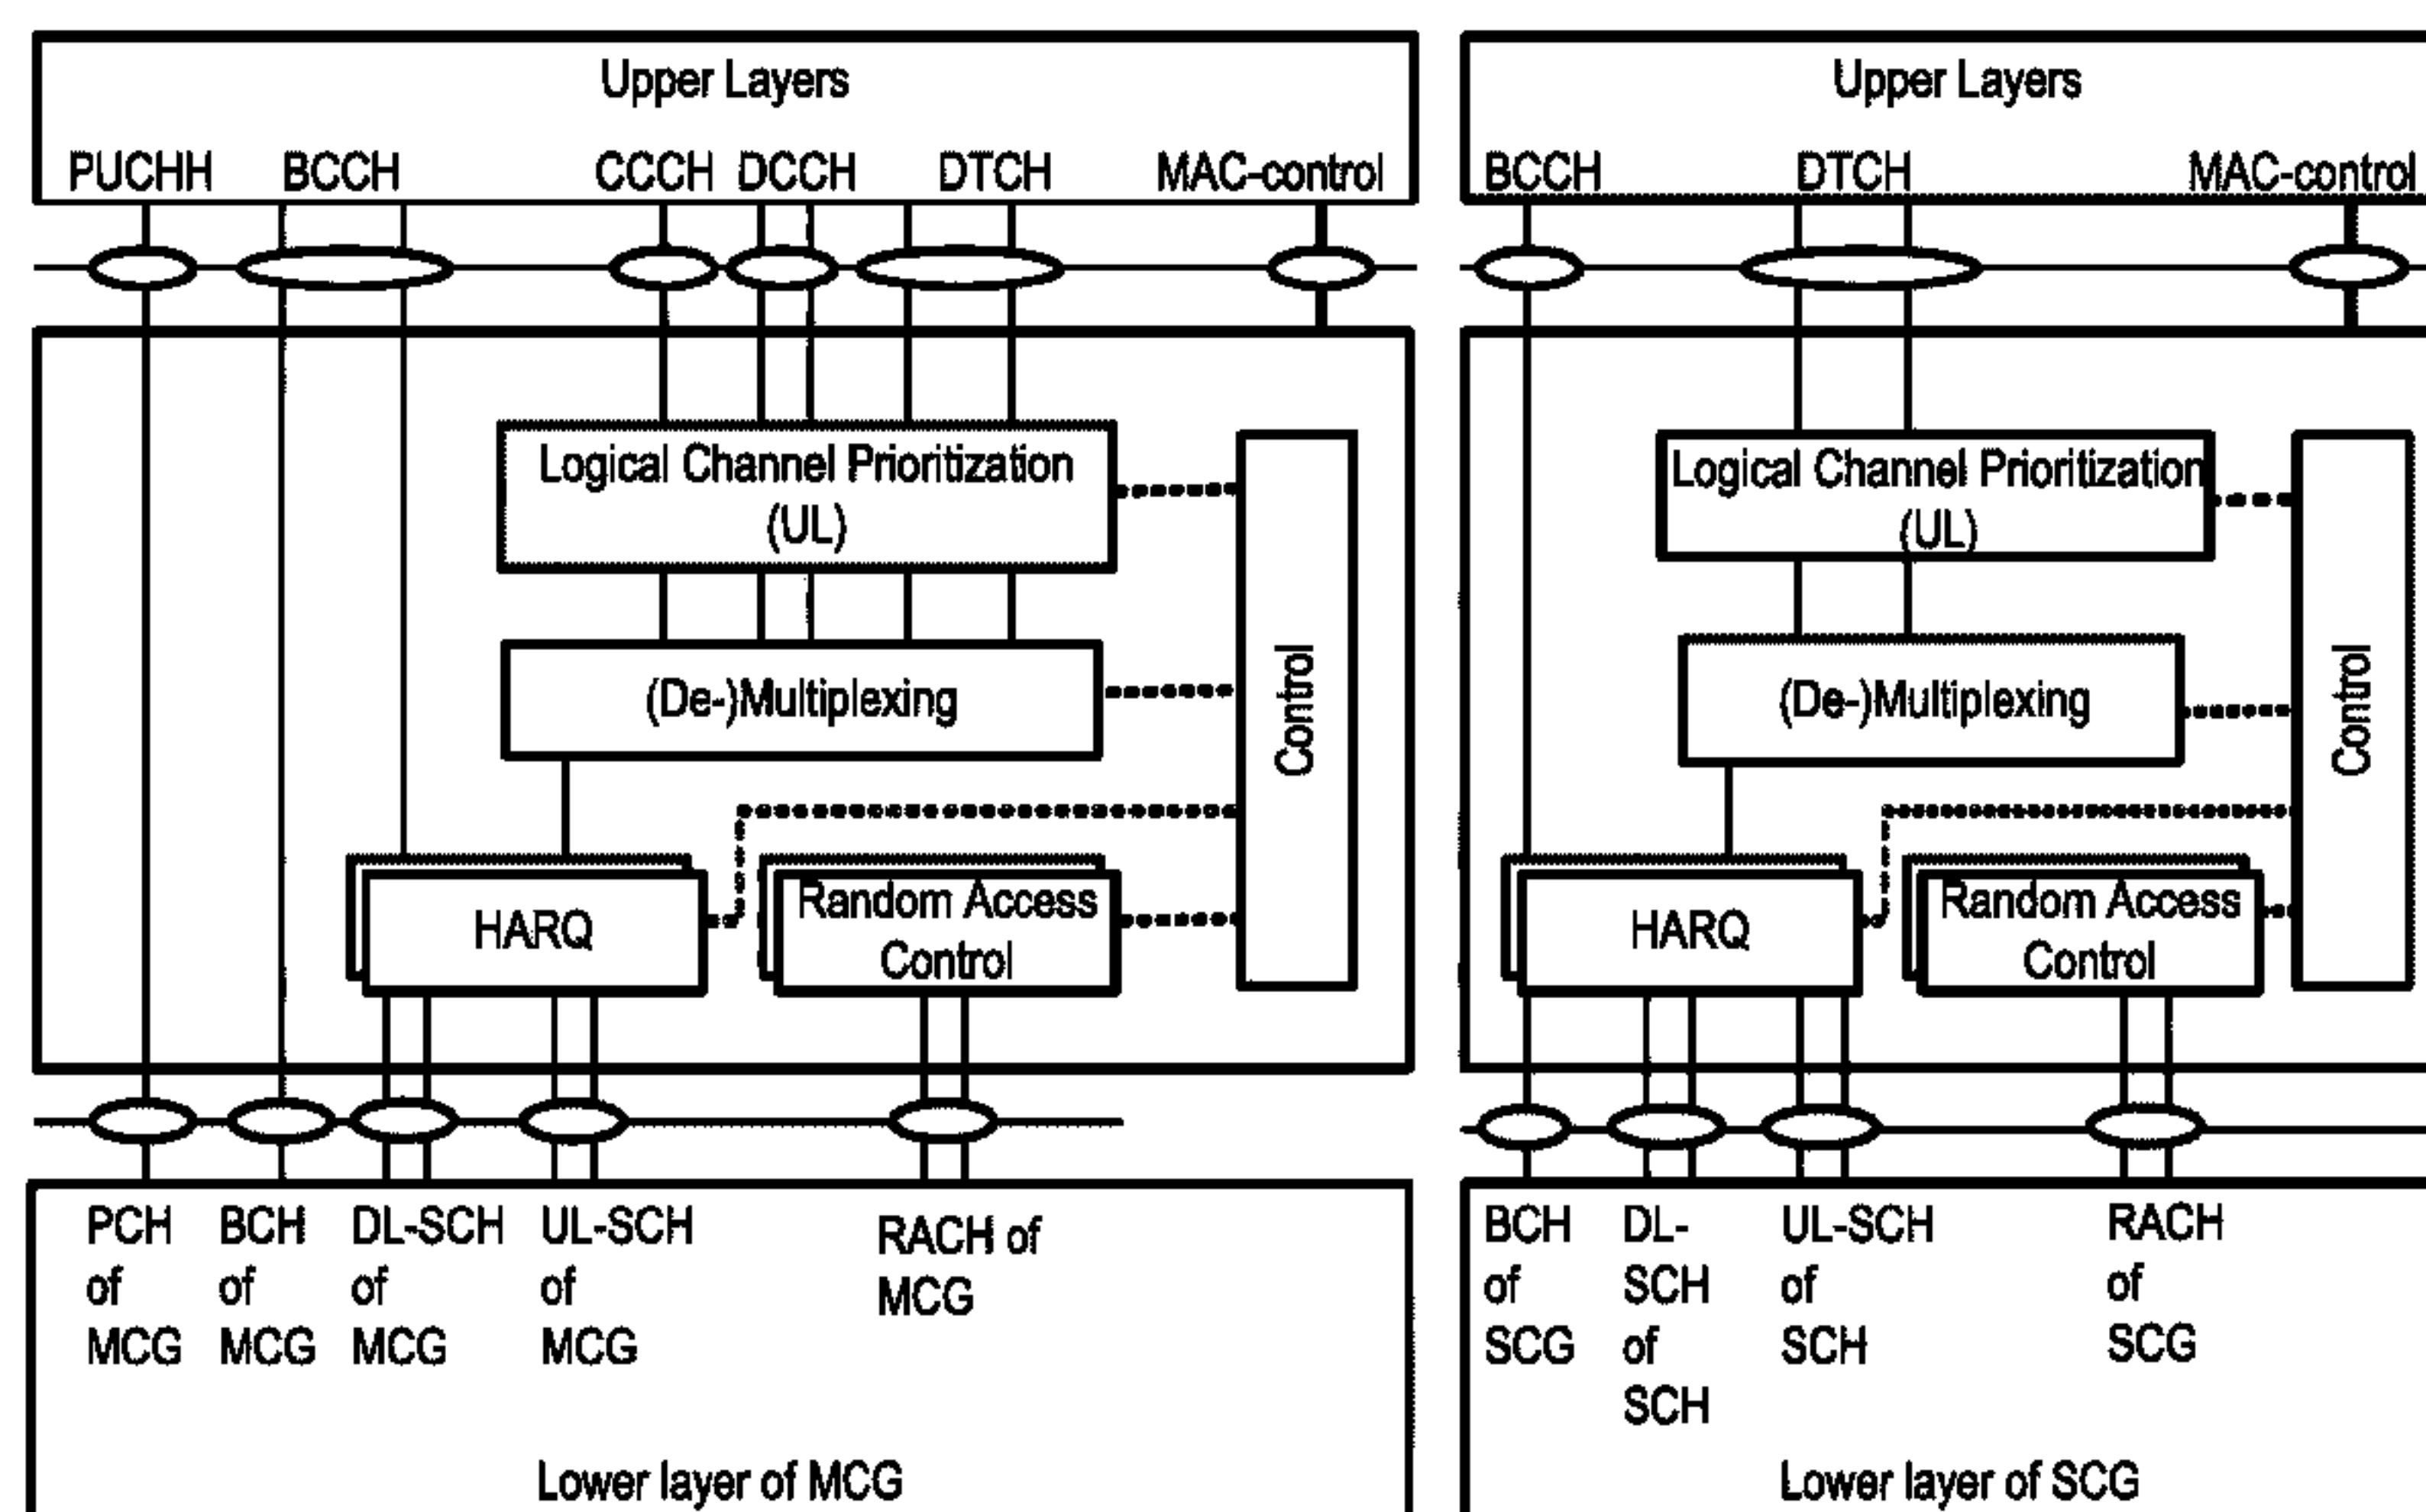 Upper Layers
PUCHH BCCH CCCH DCCH DTCH MAC-control
Logical Channel Prioritization
(UL)
(De-)Multiplexing
Control
HARQ
Random Access
Control
PCH
of
MCG
BCH
of
MCG
DL-SCH
of
MCG
UL-SCH
of
MCG
RACH of
MCG
Lower layer of MCG
Upper Layers
BCCH DTCH MAC-control
Logical Channel Prioritization
(UL)
(De-)Multiplexing
Control
HARQ
Random Access
Control
BCH
of
SCG
DL-
SCH
of
SCH
UL-SCH
of
SCH
RACH
of
SCG
Lower layer of SCG